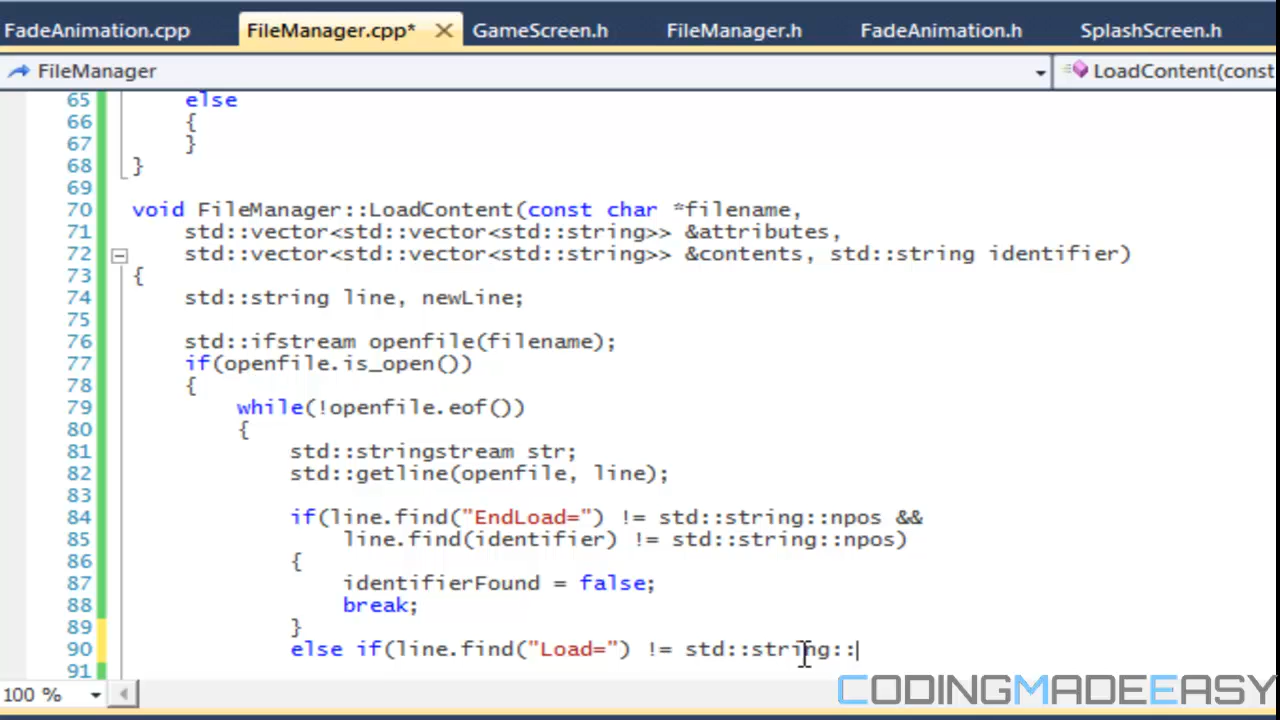 FadeAnimation.cpp FileManager.cpp* GameScreen.h FileManager.h FadeAnimation.h SplashScreen.h
FileManager LoadContent(const
65 else
66 {
67 }
68 }
69
70 void FileManager::LoadContent(const char *filename,
71 std::vector<std::vector<std::string>> &attributes,
72 std::vector<std::vector<std::string>> &contents, std::string identifier)
73 {
74 std::string line, newLine;
75
76 std::ifstream openfile(filename);
77 if(openfile.is_open())
78 {
79 while(!openfile.eof())
80 {
81 std::stringstream str;
82 std::getline(openfile, line);
83
84 if(line.find("EndLoad=") != std::string::npos &&
85 line.find(identifier) != std::string::npos)
86 {
87 identifierFound = false;
88 break;
89 }
90 else if(line.find("Load=") != std::string::
91
100 %
CODINGMADEEASY